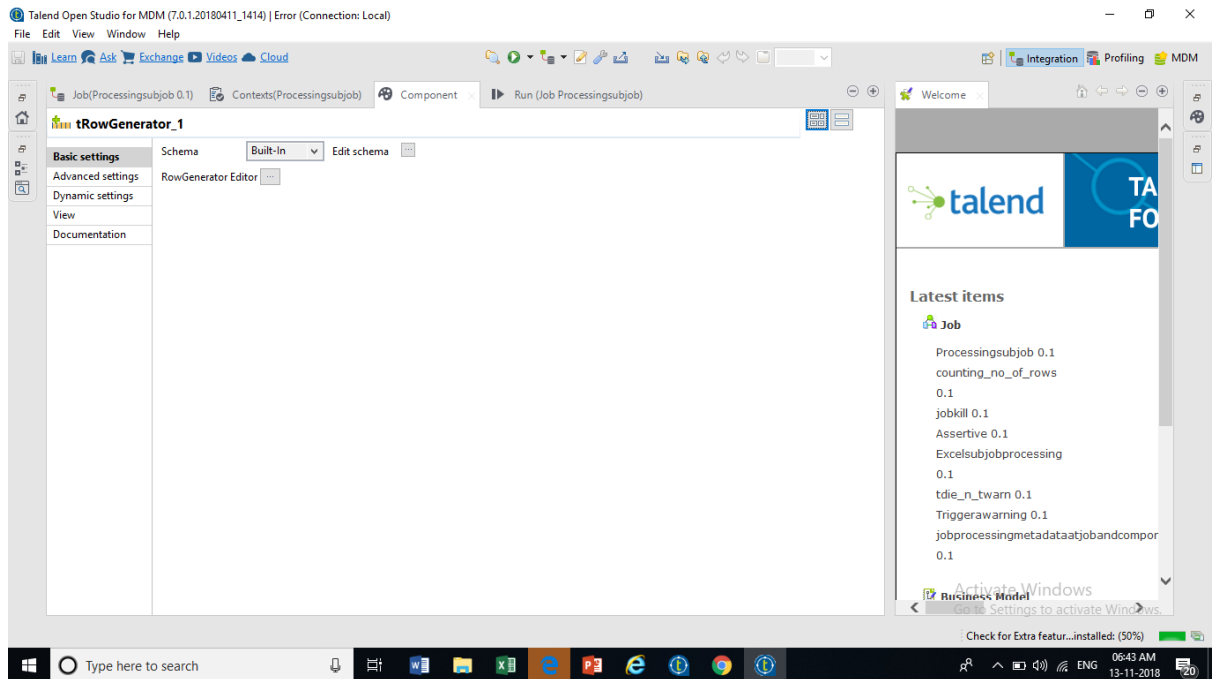 Talend Open Studio for MDM (7.0.1.20180411_1414) | Error (Connection: Local)
File Edit View Window Help
Learn Ask Exchange Videos Cloud
Integration Profiling MDM
Job(Processingsubjob 0.1) Contexts(Processingsubjob) Component Run (Job Processingsubjob) Welcome
tRowGenerator_1
Basic settings
Advanced settings
Dynamic settings
View
Documentation
Schema Built-In Edit schema ...
RowGenerator Editor ...
talend
TA
FO
Latest items
Job
Processingsubjob 0.1
counting_no_of_rows
0.1
jobkill 0.1
Assertive 0.1
Excelsubjobprocessing
0.1
tdie_n_twarn 0.1
Triggerawarning 0.1
jobprocessingmetadataatjobandcompor
0.1
Business Model
Activate Windows
Go to Settings to activate Windows.
Check for Extra featur...installed: (50%)
Type here to search
ENG
06:43 AM
13-11-2018
20